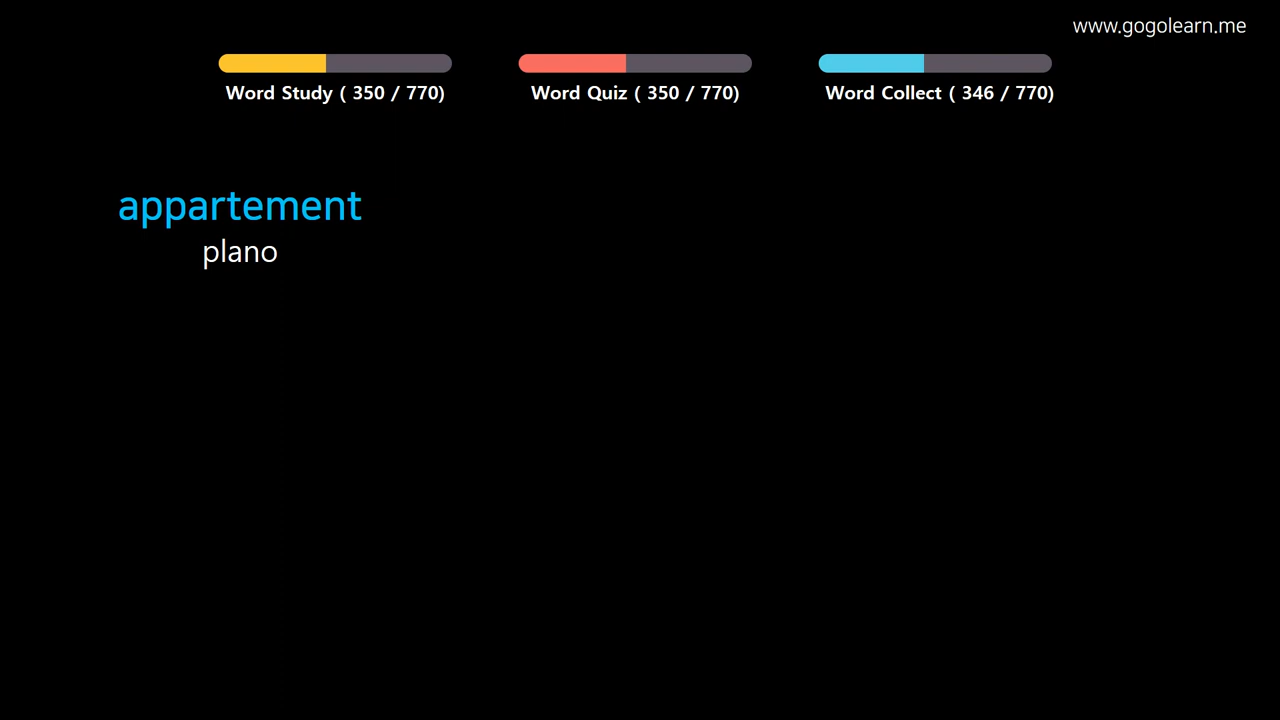 www.gogolearn.me
Word Study ( 350 / 770)
Word Quiz ( 350 / 770)
Word Collect ( 346 / 770)
appartement
plano